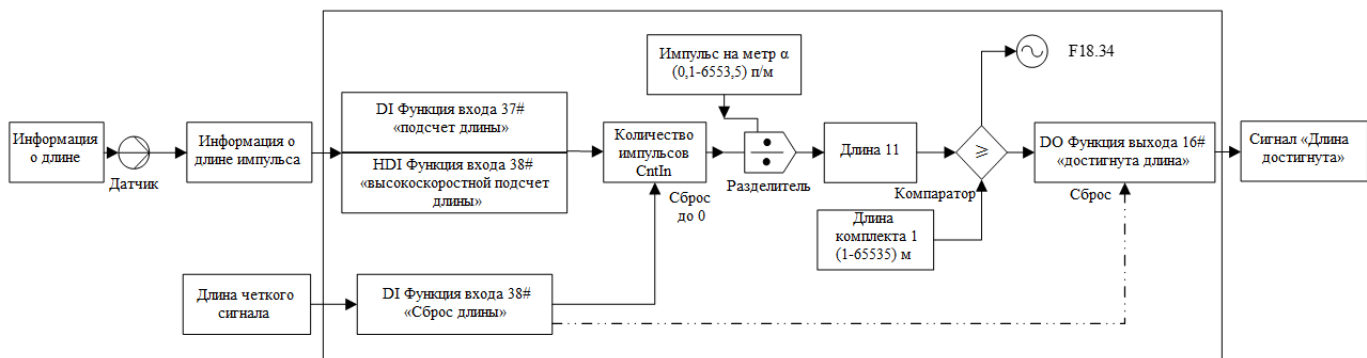 Информация
о длине
Датчик
Информация о
длине импульса
DI Функция входа 37#
«подсчет длины»
HDI Функция входа 38#
«высокоскоростной подсчет
длины»
Количество
импульсов
CntIn
Сброс
до 0
Импульс на метр α
(0,1-6553,5) п/м
Разделитель
Длина 11
Компаратор
Длина
комплекта 1
(1-65535) м
F18.34
DO Функция выхода 16#
«достигнута длина»
Сброс
Сигнал «Длина
достигнута»
Длина четкого
сигнала
DI Функция входа 38#
«Сброс длины»